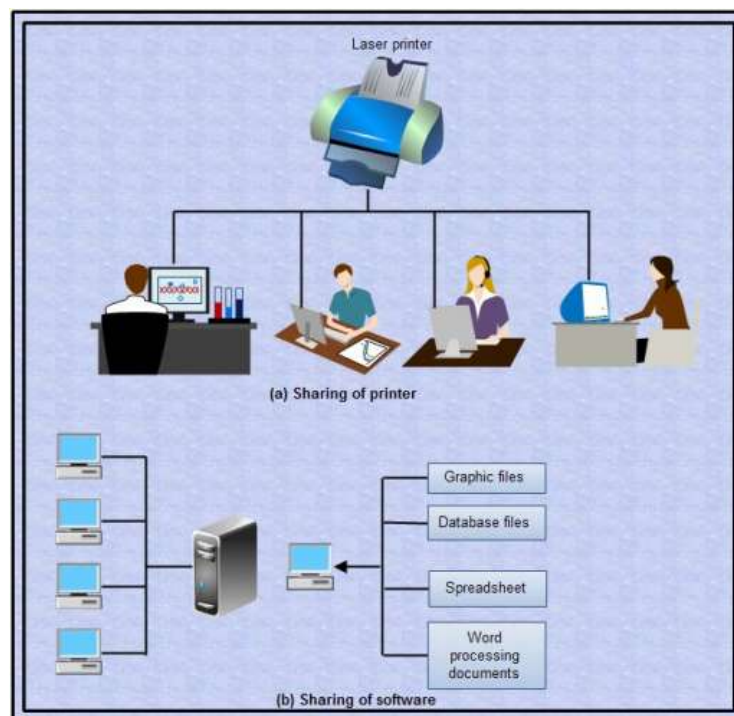 Laser printer
(a) Sharing of printer
Graphic files
Database files
Spreadsheet
Word
processing
documents
(b) Sharing of software